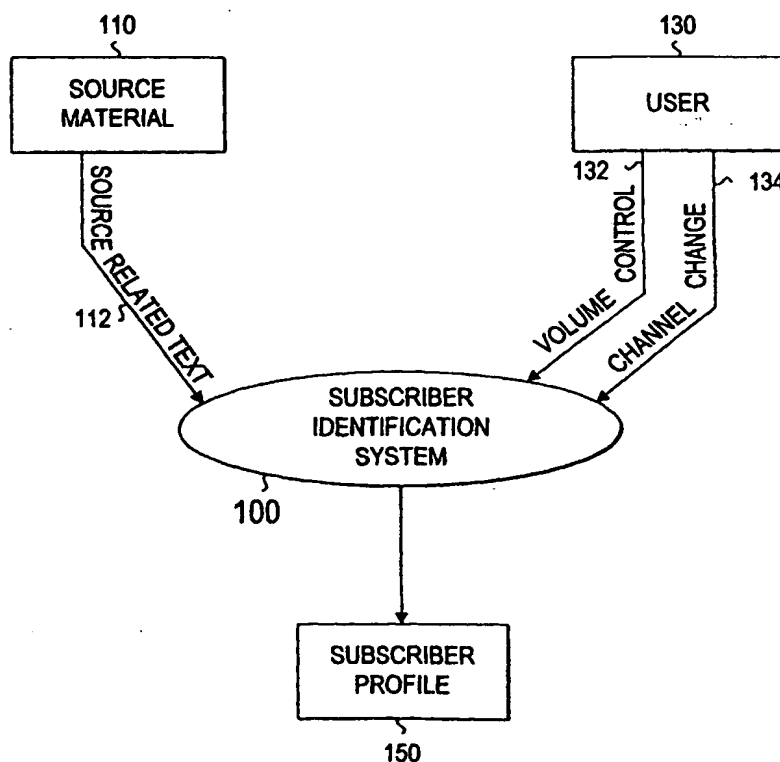 110
SOURCE
MATERIAL
130
USER
132
134
SOURCE RELATED TEXT
112
VOLUME CONTROL
CHANNEL CHANGE
SUBSCRIBER
IDENTIFICATION
SYSTEM
100
SUBSCRIBER
PROFILE
150